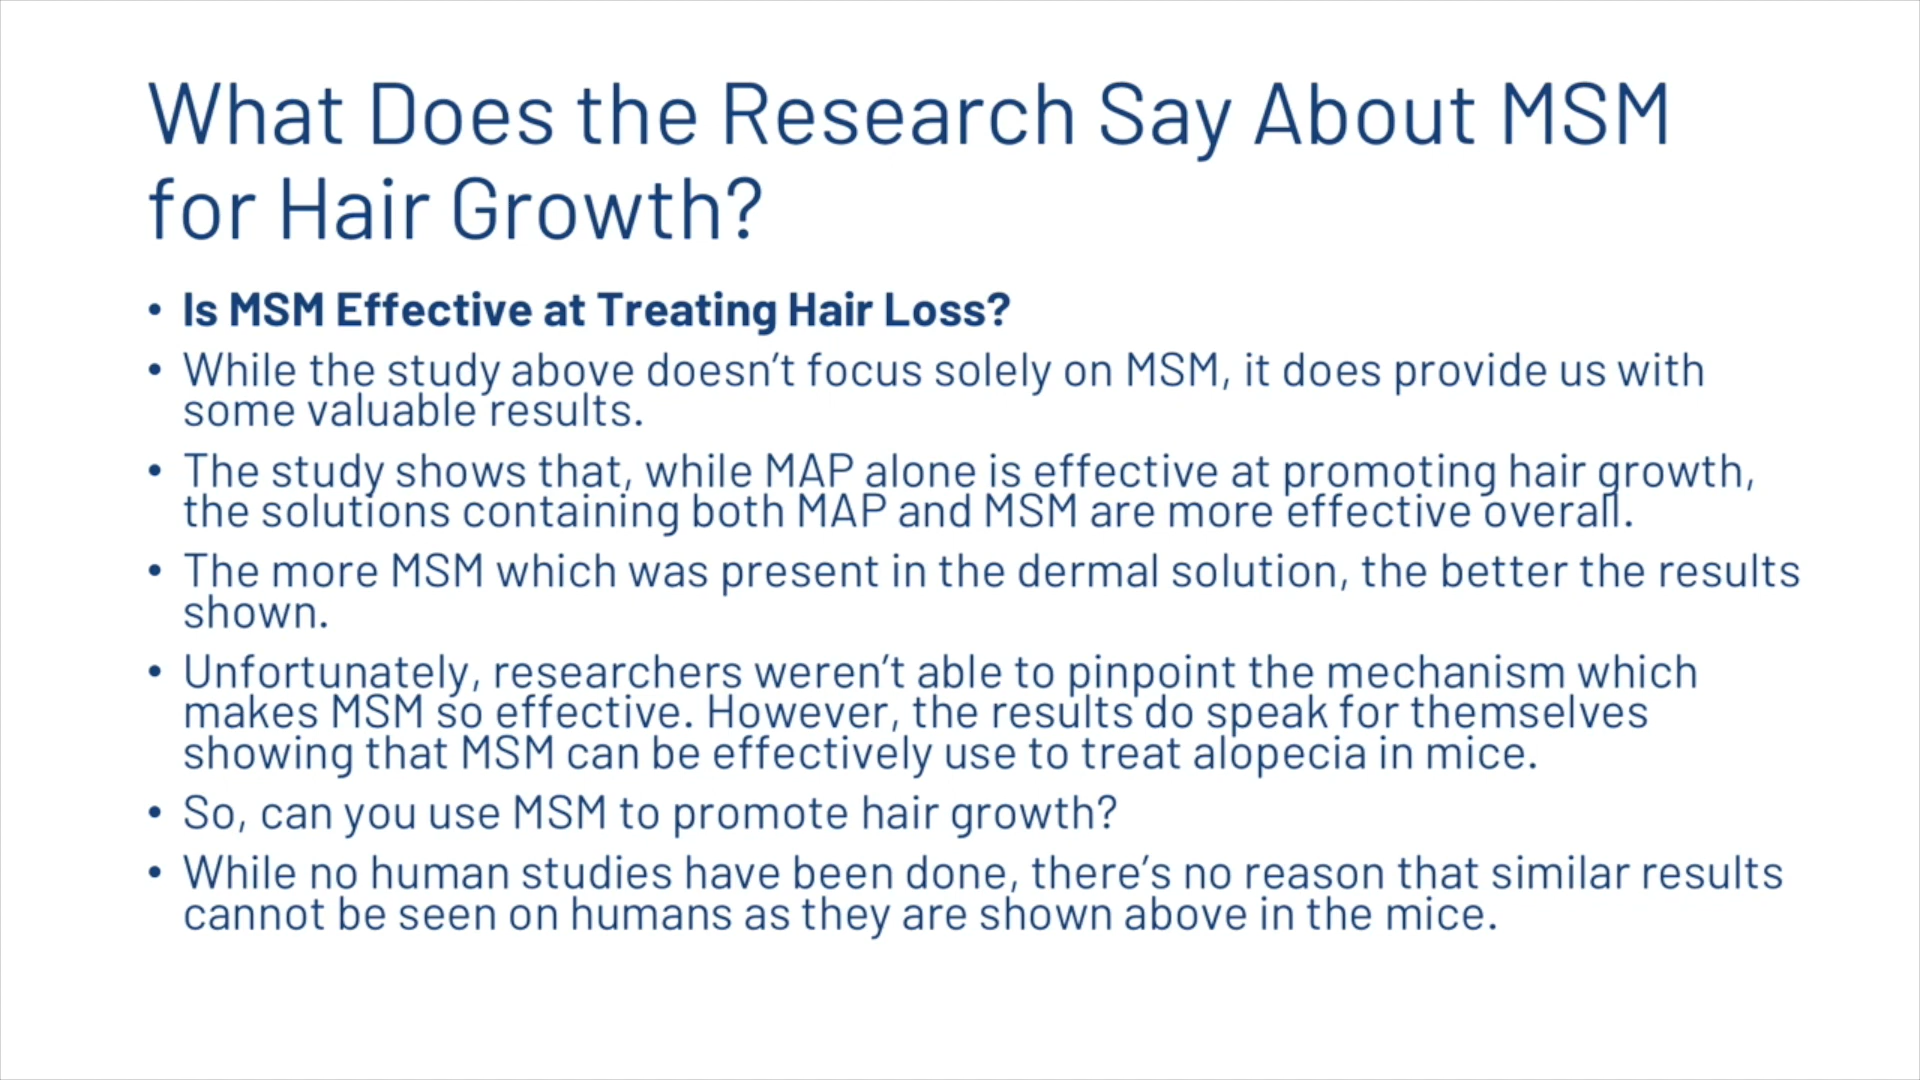 What Does the Research Say About MSM
for Hair Growth?
• Is MSM Effective at Treating Hair Loss?
• While the study above doesn’t focus solely on MSM, it does provide us with
some valuable results.
• The study shows that, while MAP alone is effective at promoting hair growth,
the solutions containing both MAP and MSM are more effective overall.
• The more MSM which was present in the dermal solution, the better the results
shown.
• Unfortunately, researchers weren’t able to pinpoint the mechanism which
makes MSM so effective. However, the results do speak for themselves
showing that MSM can be effectively use to treat alopecia in mice.
• So, can you use MSM to promote hair growth?
• While no human studies have been done, there’s no reason that similar results
cannot be seen on humans as they are shown above in the mice.